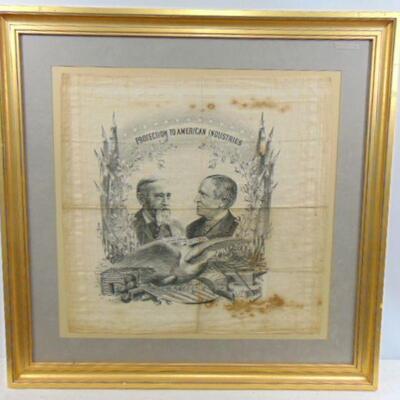 PROTECTION TO AMERICAN INDUSTRIES